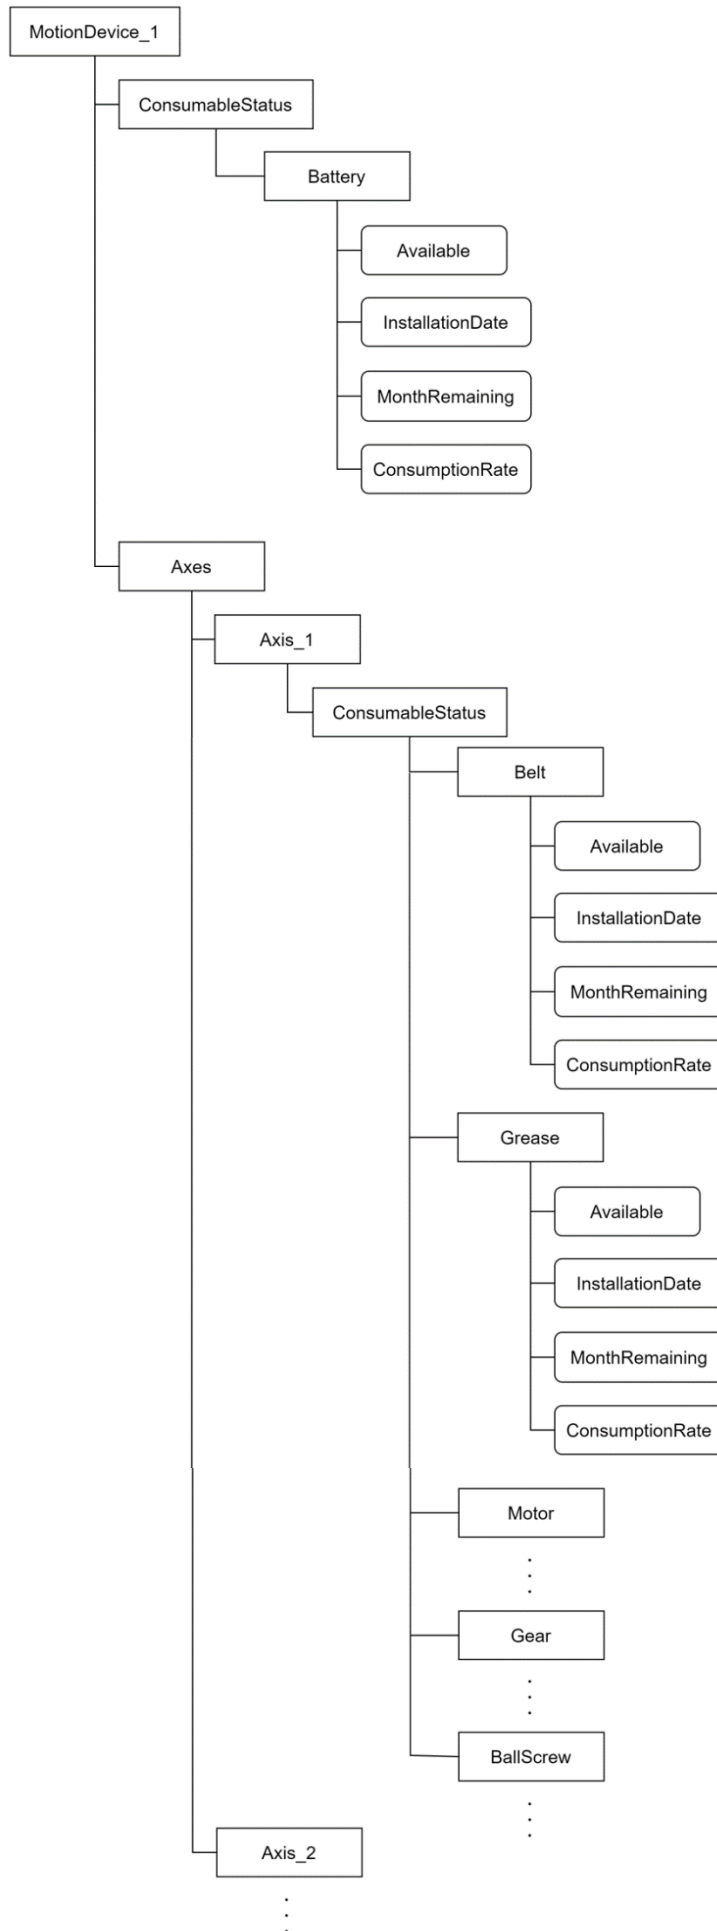 MotionDevice_1
ConsumableStatus
Battery
Available
InstallationDate
MonthRemaining
ConsumptionRate
Axes
Axis_1
ConsumableStatus
Belt
Available
InstallationDate
MonthRemaining
ConsumptionRate
Grease
Available
InstallationDate
MonthRemaining
ConsumptionRate
Motor
Gear
BallScrew
Axis_2